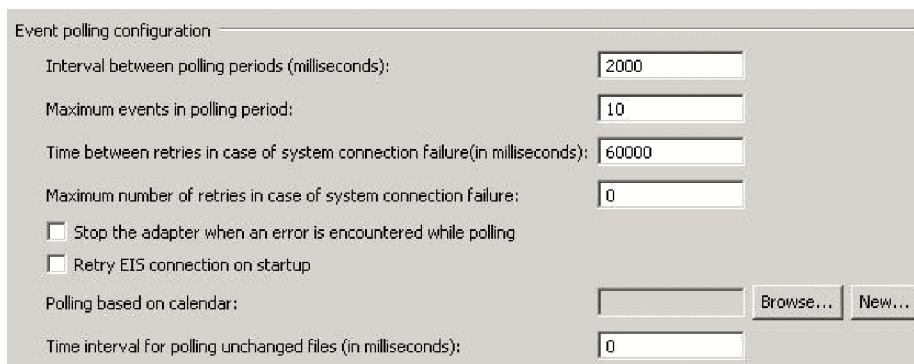 Event polling configuration
Interval between polling periods (milliseconds): 2000
Maximum events in polling period: 10
Time between retries in case of system connection failure(in milliseconds): 60000
Maximum number of retries in case of system connection failure: 0
Stop the adapter when an error is encountered while polling
Retry EIS connection on startup
Polling based on calendar: Browse... New...
Time interval for polling unchanged files (in milliseconds): 0